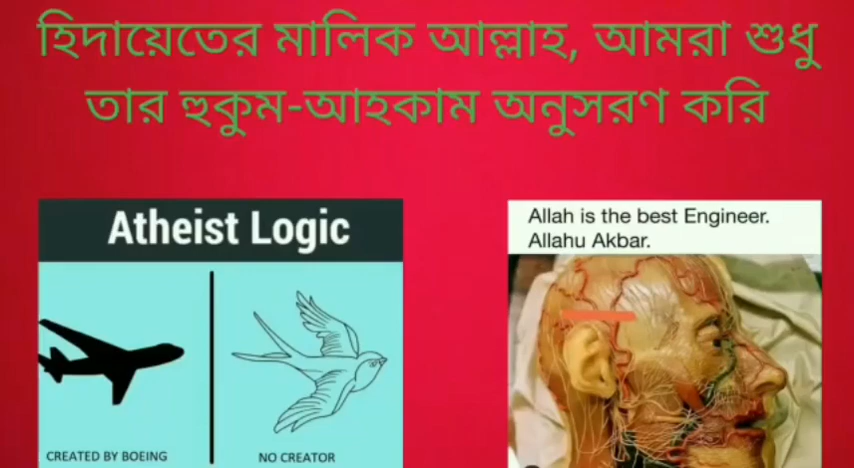 হিদায়েতের মালিক আল্লাহ, আমরা শুধু
তার হুকুম-আহকাম অনুসরণ করি
Atheist Logic
CREATED BY BOEING
NO CREATOR
Allah is the best Engineer.
Allahu Akbar.